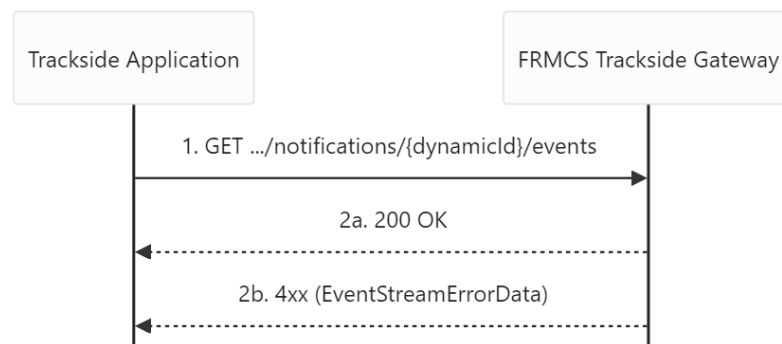 Trackside Application
FRMCS Trackside Gateway
1. GET .../notifications/{dynamicId}/events
2a. 200 OK
2b. 4xx (EventStreamErrorData)